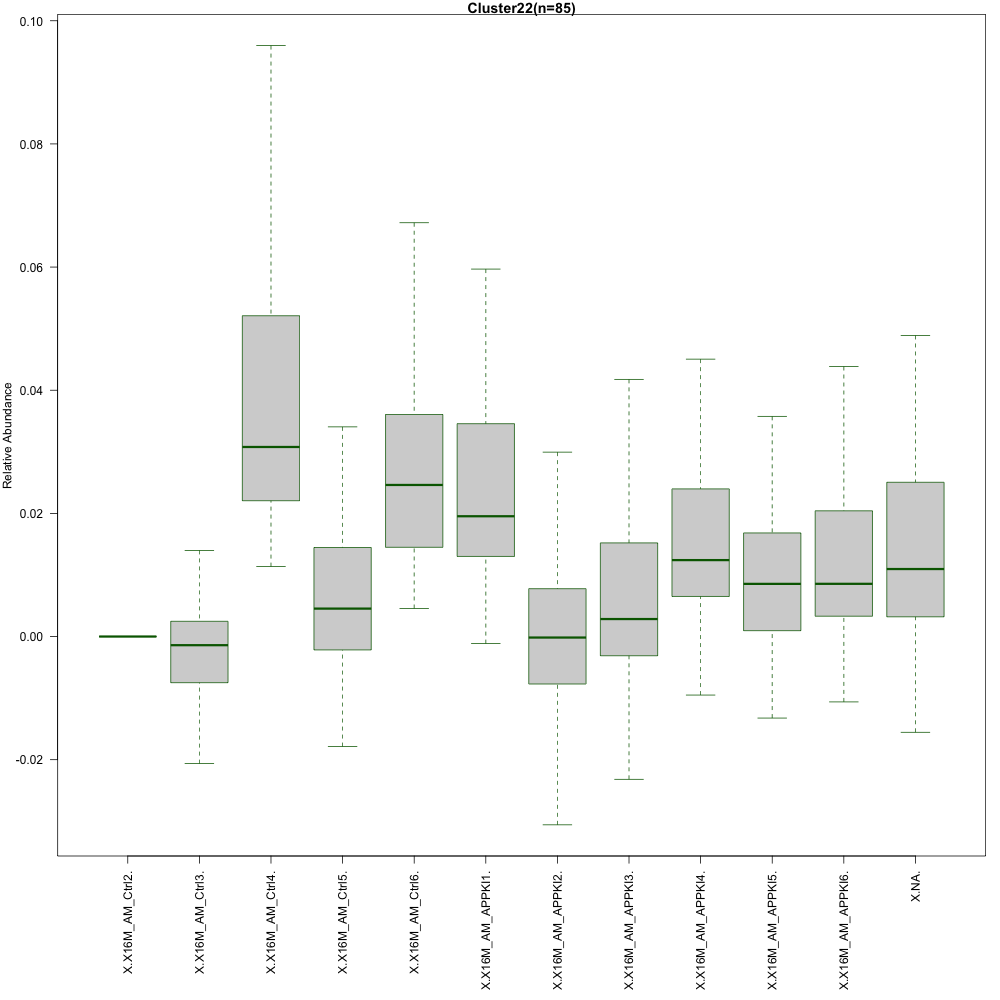 Cluster22(n=85)
Relative Abundance
0.10
0.08
0.06
0.04
0.02
0.00
-0.02
X.X16M_AM_Ctrl2.
X.X16M_AM_Ctrl3.
X.X16M_AM_Ctrl4.
X.X16M_AM_Ctrl5.
X.X16M_AM_Ctrl6.
X.X16M_AM_APPKI1.
X.X16M_AM_APPKI2.
X.X16M_AM_APPKI3.
X.X16M_AM_APPKI4.
X.X16M_AM_APPKI5.
X.X16M_AM_APPKI6.
X.NA.